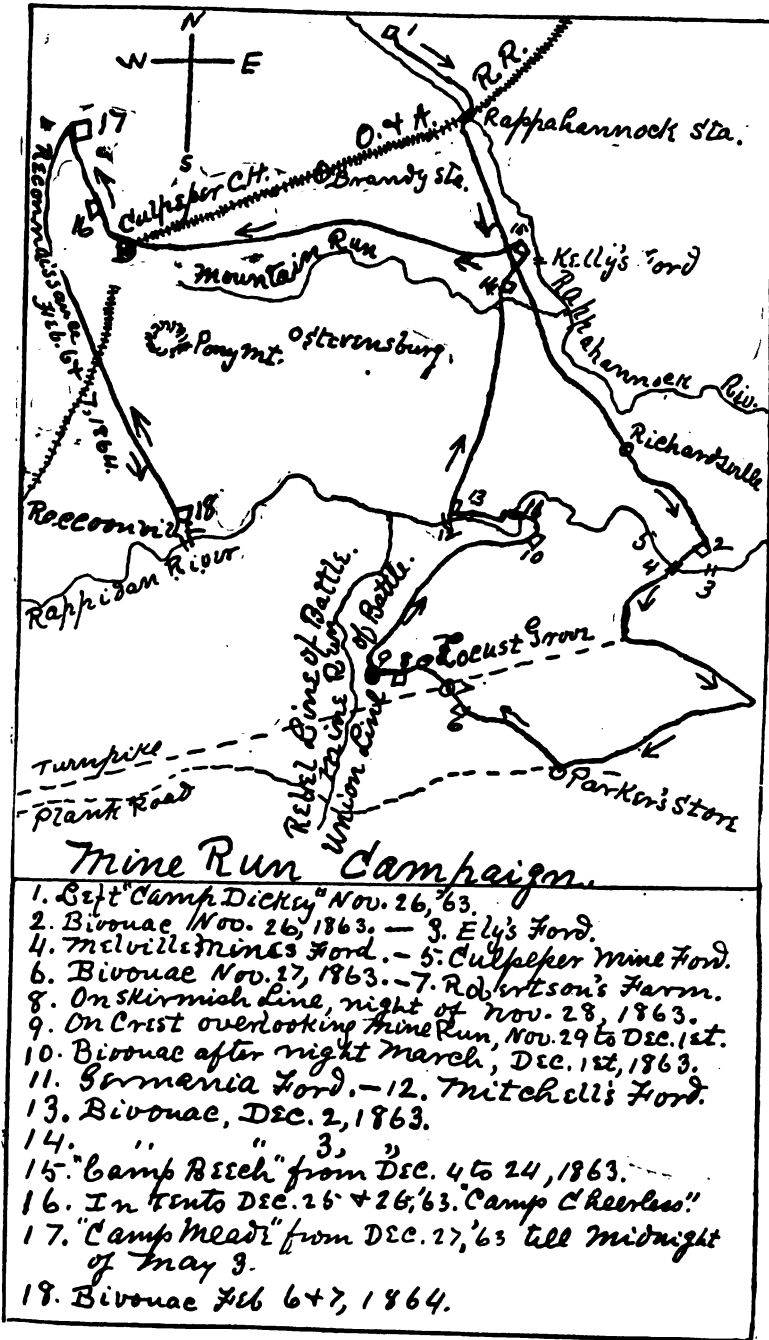 N
1
W E
R.R.
S
17
O. & A.
Rappahannock Sta.
Culpeper C.H.
Brandy Sta.
16
Reconnaissance
Feb. 6 & 7, 1864.
15
Kelly's Ford
Mountain Run
14
Rappahannock Riv.
Pony Mt.
Stevensburg.
Richardsville
Raccoonvil
18
13
12
11
10
5
2
4
3
Rappidan River
Rebel Line of Battle.
Mine Run
Union Line of Battle.
9
8
Locust Grove
7
6
Turnpike
Plank Road
Parker's Store
Mine Run Campaign.
1. Left "Camp Dickey" Nov. 26, '63.
2. Bivouac Nov. 26, 1863. — 3. Ely's Ford.
4. Melville Mines Ford. - 5. Culpeper Mine Ford.
6. Bivouac Nov. 27, 1863. - 7. Robertson's Farm.
8. On Skirmish Line, night of Nov. 28, 1863.
9. On Crest overlooking Mine Run, Nov. 29 to Dec. 1st.
10. Bivouac after night March, Dec. 1st, 1863.
11. Germania Ford. - 12. Mitchell's Ford.
13. Bivouac, Dec. 2, 1863.
14. " " 3, "
15. "Camp Beech" from Dec. 4 to 24, 1863.
16. In Tents Dec. 25 & 26, '63. "Camp Cheerless."
17. "Camp Meade" from Dec. 27, '63 till Midnight
of May 3.
18. Bivouac Feb 6 & 7, 1864.